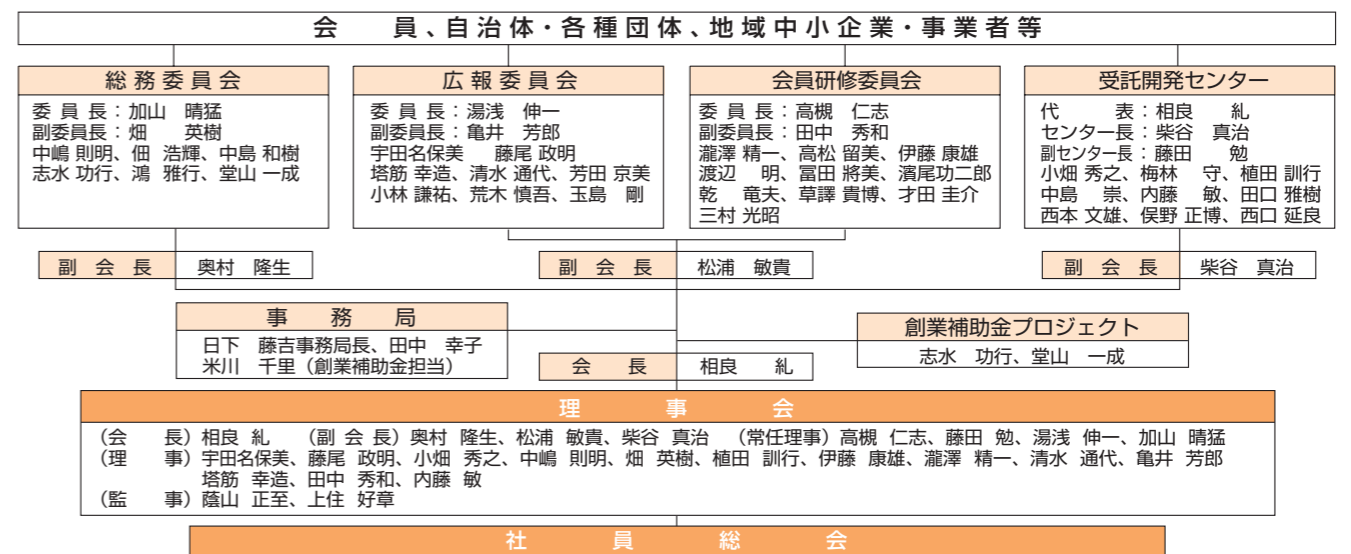 会　　員、自治体・各種団体、地域中小企業・事業者等
総務委員会
委 員 長：加山　晴猛
副委員長：畑　　英樹
中嶋 則明、佃 浩輝、中島 和樹
志水 功行、鴻 雅行、堂山 一成
広報委員会
委 員 長：湯浅　伸一
副委員長：亀井　芳郎
宇田名保美　　藤尾 政明
塔筋 幸造、清水 通代、芳田 京美
小林 謙祐、荒木 慎吾、玉島　剛
会員研修委員会
委 員 長：高槻　仁志
副委員長：田中　秀和
瀧澤 精一、高松 留美、伊藤 康雄
渡辺　明、冨田 將美、濱尾功二郎
乾　竜夫、草譯 貴博、才田 圭介
三村 光昭
受託開発センター
代　　　表：相良　　糺
センター長：柴谷　真治
副センター長：藤田　　勉
小畑 秀之、梅林　守、植田 訓行
中島　崇、内藤　敏、田口 雅樹
西本 文雄、俣野 正博、西口 延良
副　会　長　奥村　隆生
副　会　長　松浦　敏貴
副　会　長　柴谷　真治
事　務　局
日下　藤吉事務局長、田中　幸子
米川　千里（創業補助金担当）
創業補助金プロジェクト
志水　功行、堂山　一成
会　　長　相良　　糺
理　事　会
（会　　長）相良 糺　（副 会 長）奥村 隆生、松浦 敏貴、柴谷 真治　（常任理事）高槻 仁志、藤田 勉、湯浅 伸一、加山 晴猛
（理　　事）宇田名保美、藤尾 政明、小畑 秀之、中嶋 則明、畑 英樹、植田 訓行、伊藤 康雄、瀧澤 精一、清水 通代、亀井 芳郎
塔筋 幸造、田中 秀和、内藤 敏
（監　　事）蔭山 正至、上住 好章
社　員　総　会